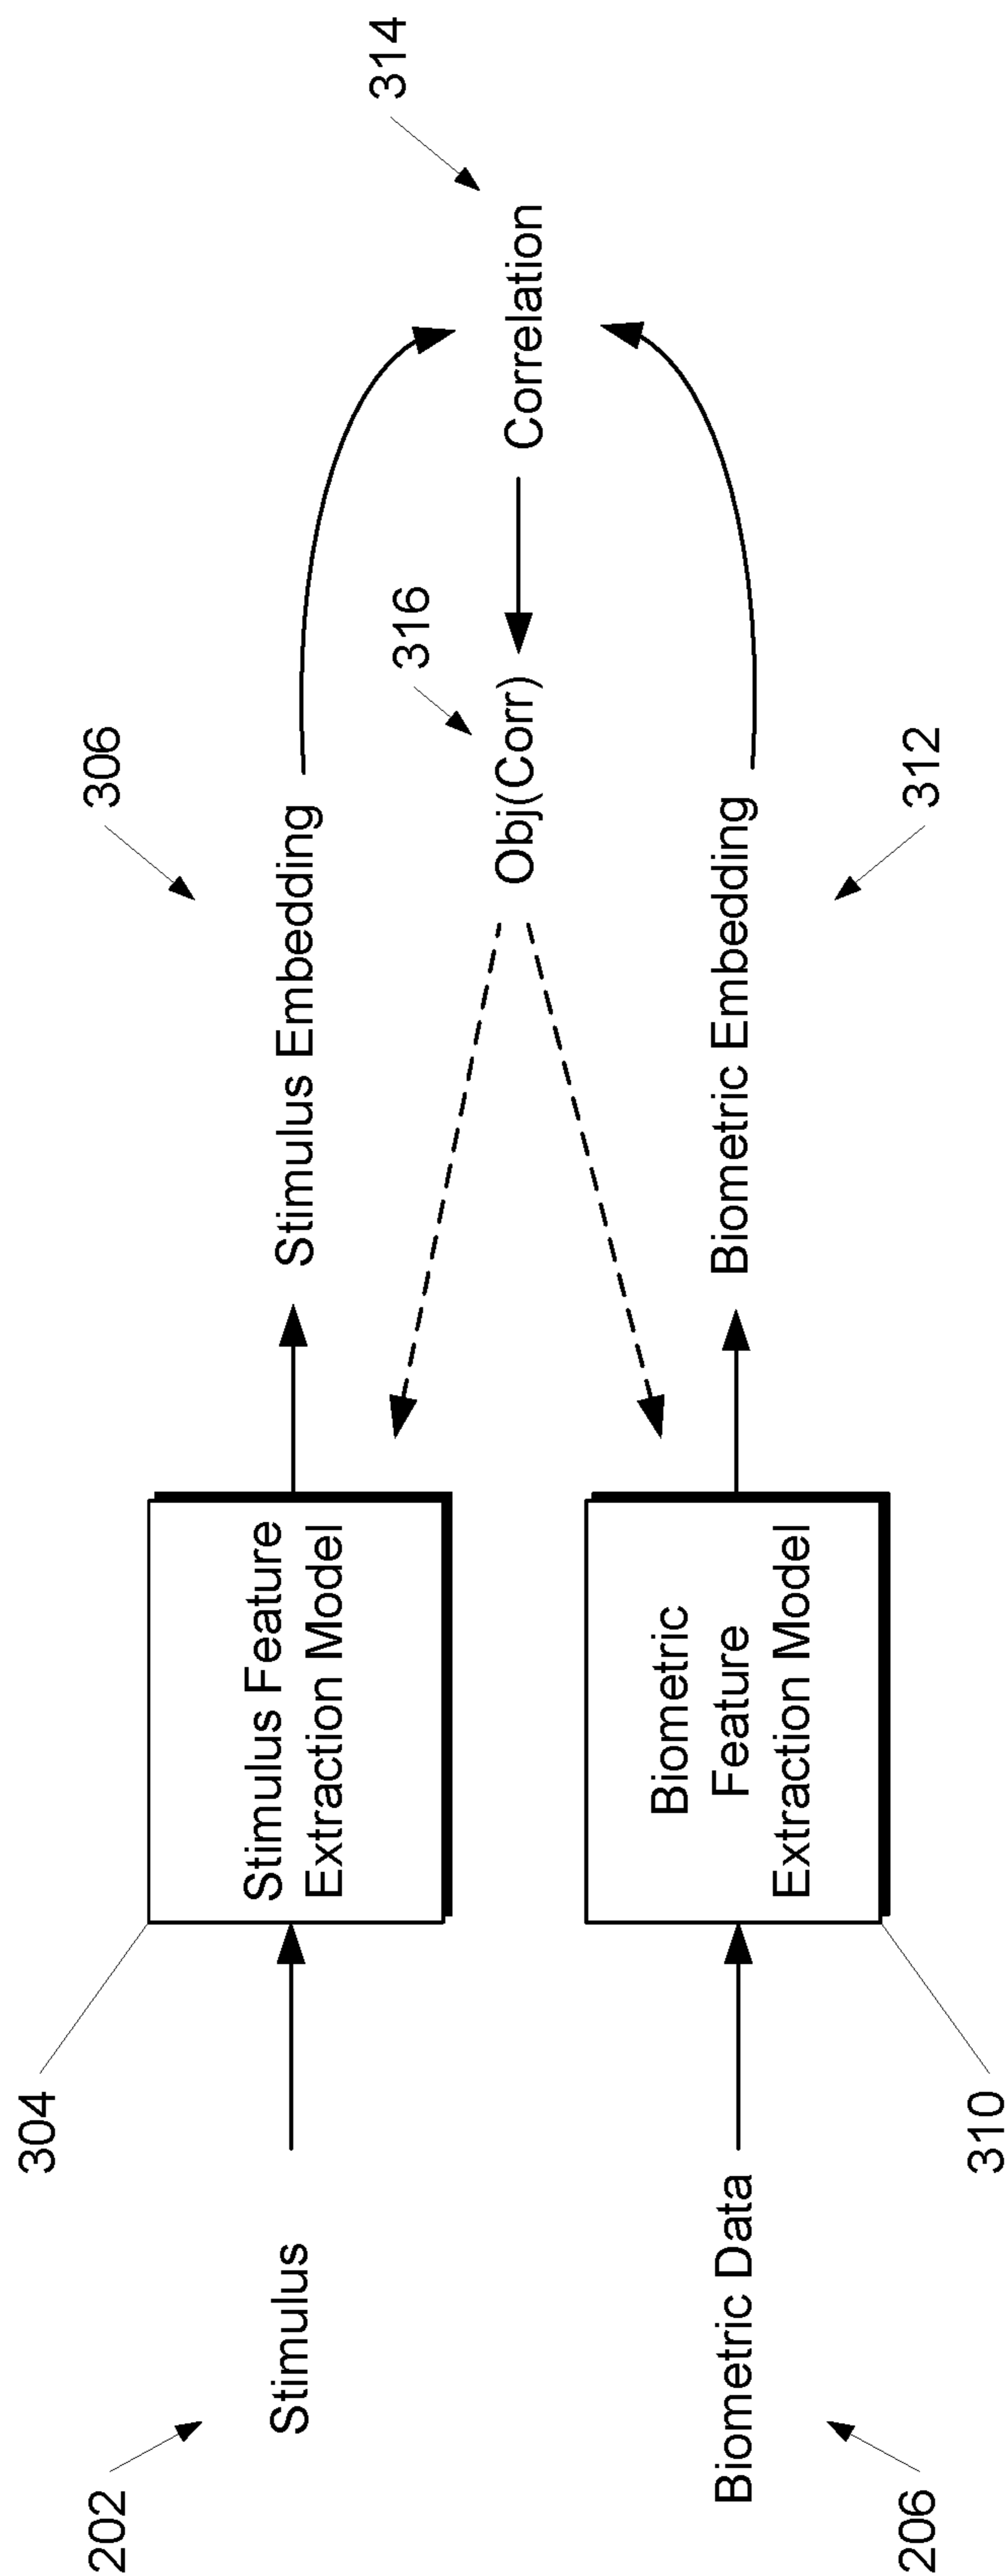 304
306
314
202
Stimulus
Stimulus Feature
Extraction Model
Stimulus Embedding
316
Obj(Corr)
Correlation
Biometric Data
Biometric
Feature
Extraction Model
Biometric Embedding
206
310
312